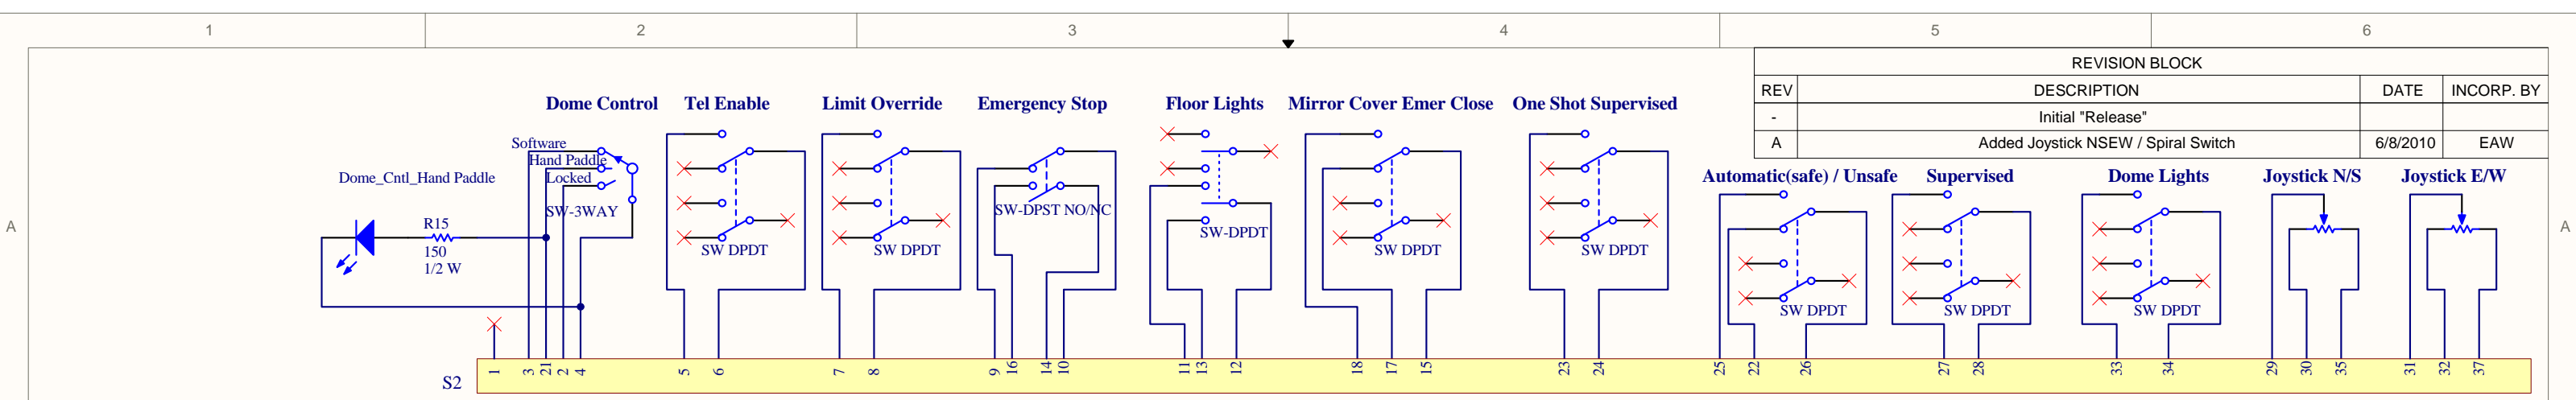 1 2 3 4 5 6
REVISION BLOCK
REV DESCRIPTION DATE INCORP. BY
- Initial "Release"
A Added Joystick NSEW / Spiral Switch 6/8/2010 EAW
Dome Control Tel Enable Limit Override Emergency Stop Floor Lights Mirror Cover Emer Close One Shot Supervised
Automatic(safe) / Unsafe Supervised Dome Lights Joystick N/S Joystick E/W
Software
Hand Paddle
Locked
SW-3WAY
Dome_Cntl_Hand Paddle
R15
150
1/2 W
SW DPDT
SW DPDT
SW-DPST NO/NC
SW-DPDT
SW DPDT
SW DPDT
SW DPDT
SW DPDT
SW DPDT
A A
S2
1 3 21 2 4 5 6 7 8 9 16 14 10 11 13 12 18 17 15 23 24 25 22 26 27 28 33 34 29 30 35 31 32 37